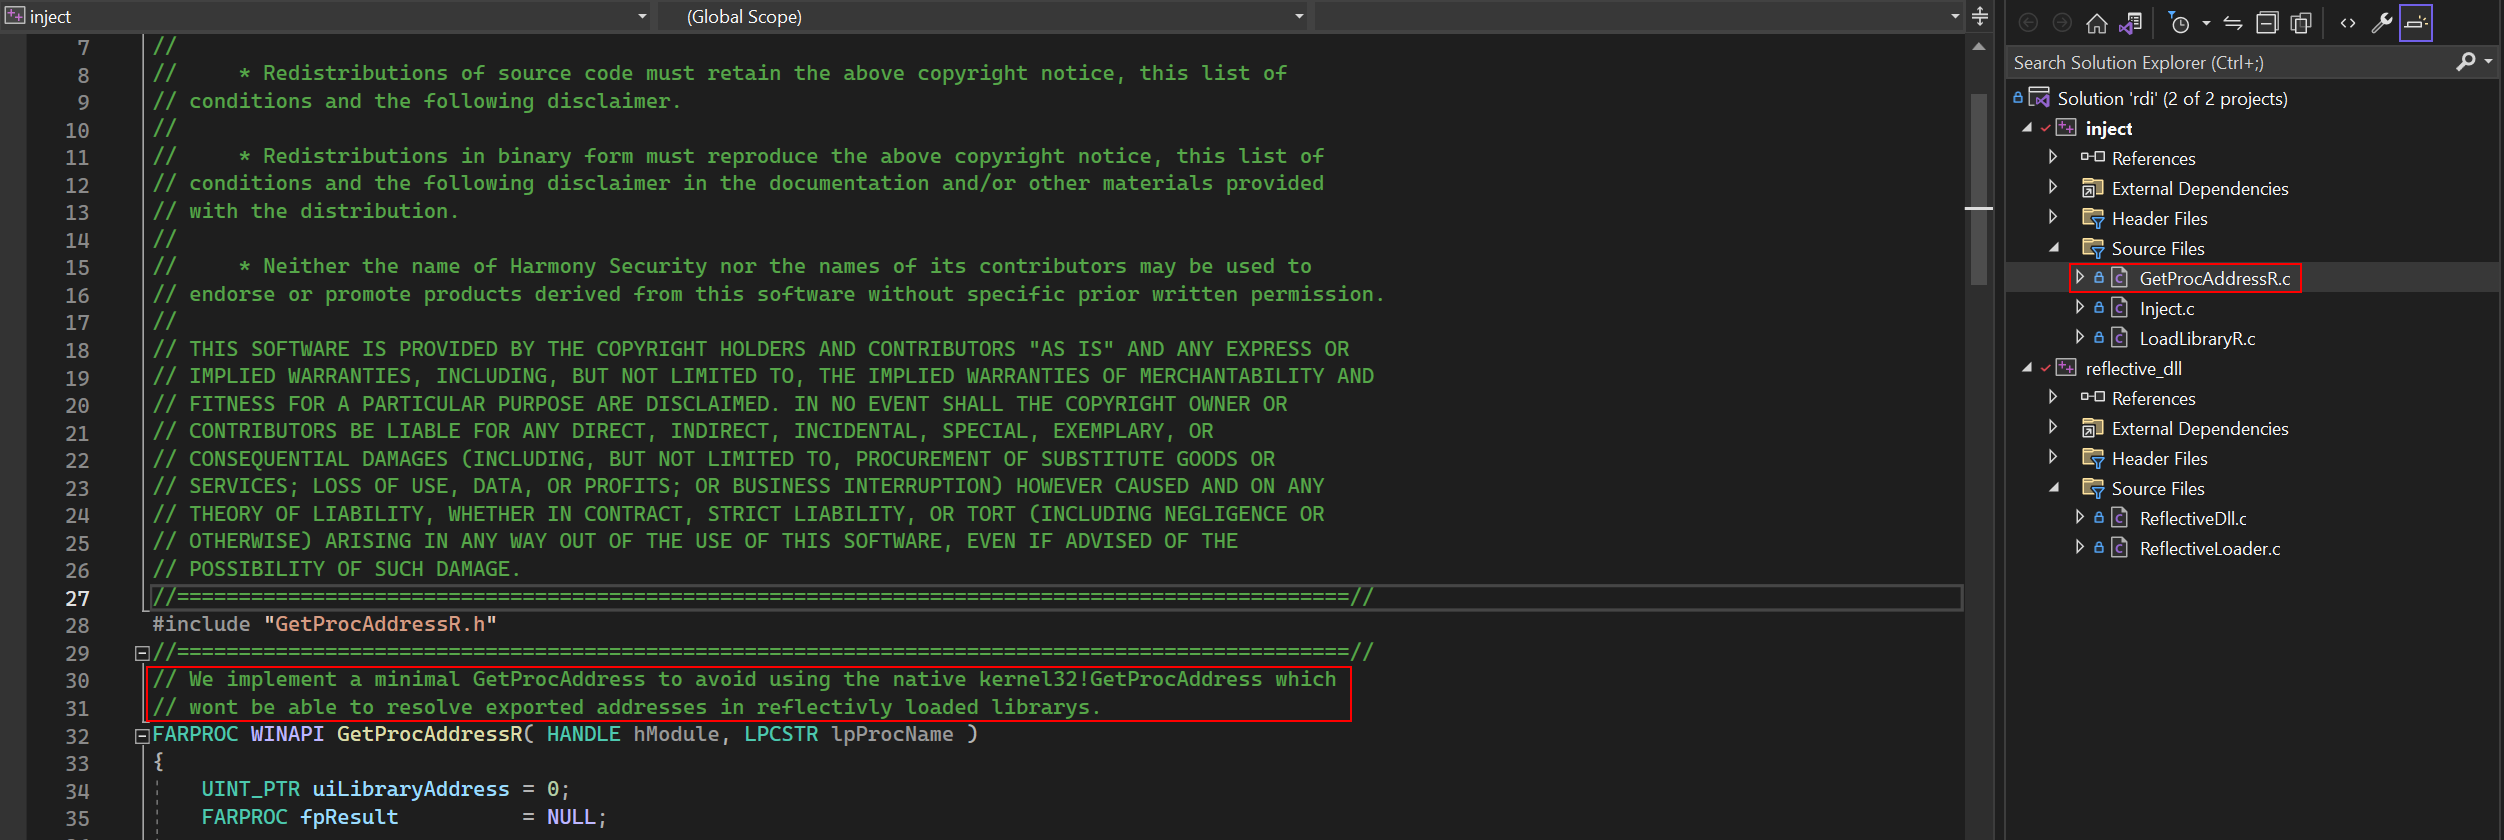 inject
(Global Scope)
7 //
8 //     * Redistributions of source code must retain the above copyright notice, this list of
9 // conditions and the following disclaimer.
10 //
11 //     * Redistributions in binary form must reproduce the above copyright notice, this list of
12 // conditions and the following disclaimer in the documentation and/or other materials provided
13 // with the distribution.
14 //
15 //     * Neither the name of Harmony Security nor the names of its contributors may be used to
16 // endorse or promote products derived from this software without specific prior written permission.
17 //
18 // THIS SOFTWARE IS PROVIDED BY THE COPYRIGHT HOLDERS AND CONTRIBUTORS "AS IS" AND ANY EXPRESS OR
19 // IMPLIED WARRANTIES, INCLUDING, BUT NOT LIMITED TO, THE IMPLIED WARRANTIES OF MERCHANTABILITY AND
20 // FITNESS FOR A PARTICULAR PURPOSE ARE DISCLAIMED. IN NO EVENT SHALL THE COPYRIGHT OWNER OR
21 // CONTRIBUTORS BE LIABLE FOR ANY DIRECT, INDIRECT, INCIDENTAL, SPECIAL, EXEMPLARY, OR
22 // CONSEQUENTIAL DAMAGES (INCLUDING, BUT NOT LIMITED TO, PROCUREMENT OF SUBSTITUTE GOODS OR
23 // SERVICES; LOSS OF USE, DATA, OR PROFITS; OR BUSINESS INTERRUPTION) HOWEVER CAUSED AND ON ANY
24 // THEORY OF LIABILITY, WHETHER IN CONTRACT, STRICT LIABILITY, OR TORT (INCLUDING NEGLIGENCE OR
25 // OTHERWISE) ARISING IN ANY WAY OUT OF THE USE OF THIS SOFTWARE, EVEN IF ADVISED OF THE
26 // POSSIBILITY OF SUCH DAMAGE.
27 //===============================================================================================//
28 #include "GetProcAddressR.h"
29 //===============================================================================================//
30 // We implement a minimal GetProcAddress to avoid using the native kernel32!GetProcAddress which
31 // wont be able to resolve exported addresses in reflectivly loaded librarys.
32 FARPROC WINAPI GetProcAddressR( HANDLE hModule, LPCSTR lpProcName )
33 {
34     UINT_PTR uiLibraryAddress = 0;
35     FARPROC fpResult          = NULL;
Search Solution Explorer (Ctrl+;)
Solution 'rdi' (2 of 2 projects)
inject
References
External Dependencies
Header Files
Source Files
GetProcAddressR.c
Inject.c
LoadLibraryR.c
reflective_dll
References
External Dependencies
Header Files
Source Files
ReflectiveDll.c
ReflectiveLoader.c